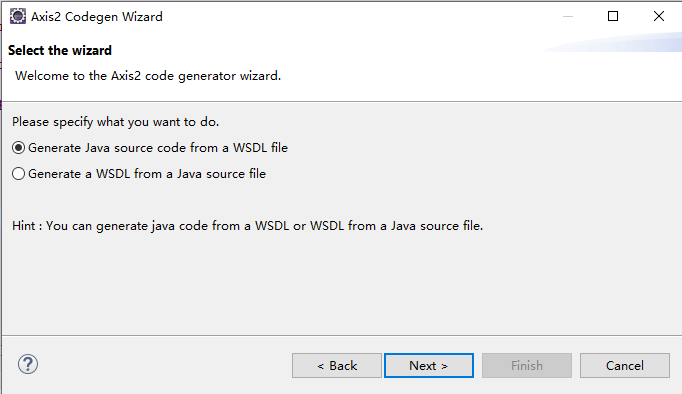 Axis2 Codegen Wizard
Select the wizard
Welcome to the Axis2 code generator wizard.
Please specify what you want to do.
Generate Java source code from a WSDL file
Generate a WSDL from a Java source file
Hint : You can generate java code from a WSDL or WSDL from a Java source file.
?
< Back
Next >
Finish
Cancel